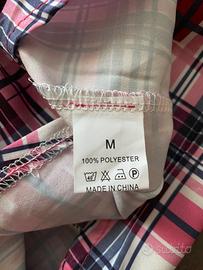 M
100% POLYESTER
MADE IN CHINA
subito